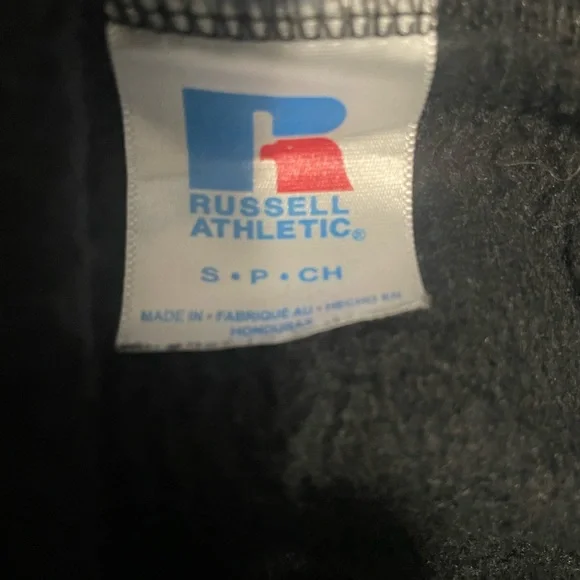 RUSSELL
ATHLETIC®
S • P • CH
MADE IN • FABRIQUÉ AU • HECHO EN
HONDURAS